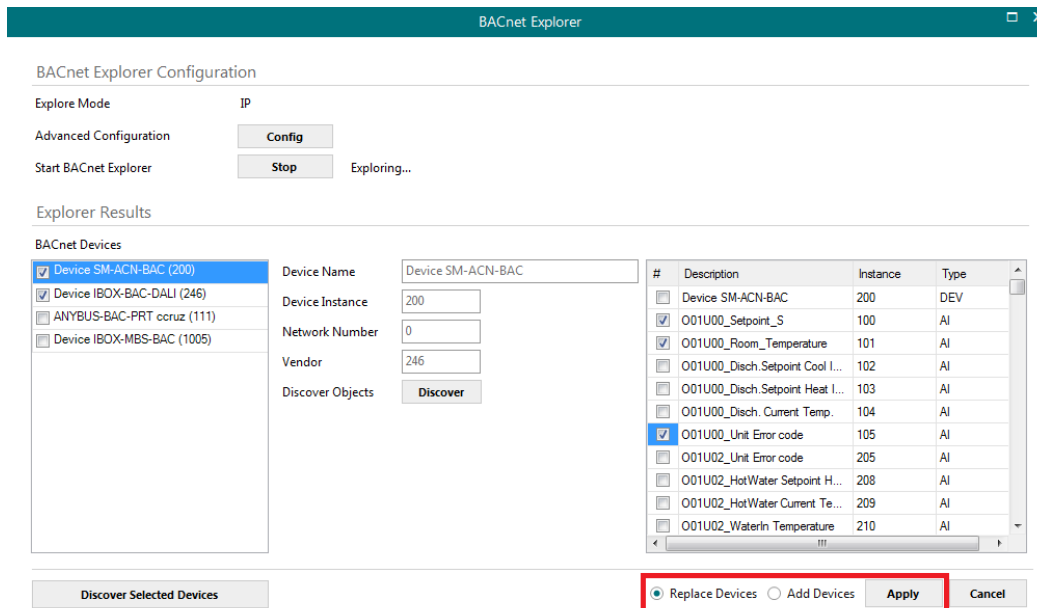 BACnet Explorer
BACnet Explorer Configuration
Explore Mode IP
Advanced Configuration Config
Start BACnet Explorer Stop Exploring...
Explorer Results
BACnet Devices
Device SM-ACN-BAC (200)
Device IBOX-BAC-DALI (246)
ANYBUS-BAC-PRT ccruz (111)
Device IBOX-MBS-BAC (1005)
Device Name Device SM-ACN-BAC
Device Instance 200
Network Number 0
Vendor 246
Discover Objects Discover
# Description Instance Type
Device SM-ACN-BAC 200 DEV
O01U00_Setpoint_S 100 AI
O01U00_Room_Temperature 101 AI
O01U00_Disch.Setpoint Cool I... 102 AI
O01U00_Disch.Setpoint Heat I... 103 AI
O01U00_Disch. Current Temp. 104 AI
O01U00_Unit Error code 105 AI
O01U02_Unit Error code 205 AI
O01U02_HotWater Setpoint H... 208 AI
O01U02_HotWater Current Te... 209 AI
O01U02_WaterIn Temperature 210 AI
Discover Selected Devices
Replace Devices Add Devices Apply Cancel